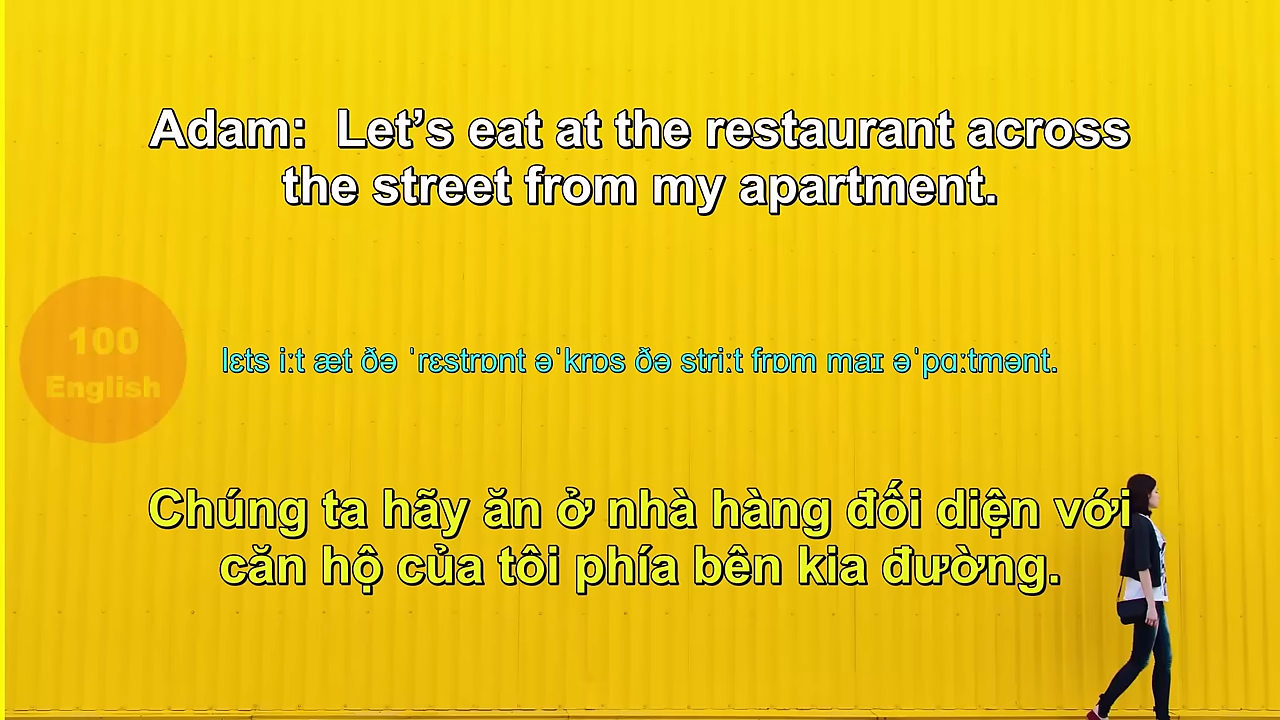 Adam:  Let’s eat at the restaurant across
the street from my apartment.
100
English
lɛts iːt æt ðə ˈrɛstrɒnt əˈkrɒs ðə striːt frɒm maɪ əˈpɑːtmənt.
Chúng ta hãy ăn ở nhà hàng đối diện với
căn hộ của tôi phía bên kia đường.